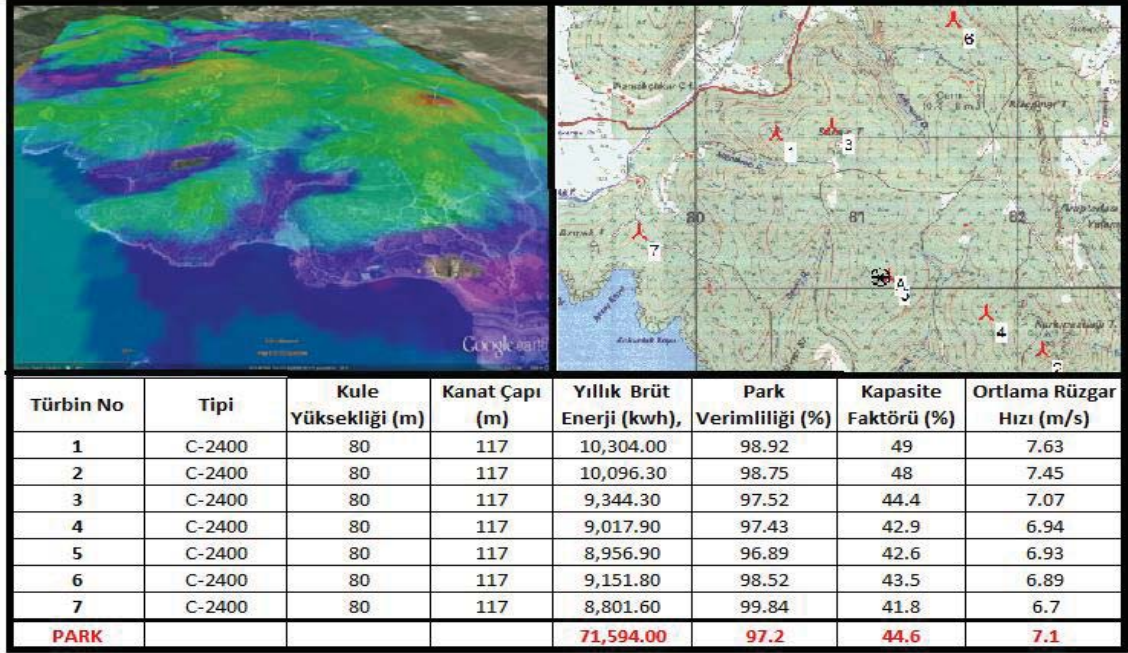 Google earth
6
1
3
80
81
82
7
A
5
4
2
Türbin No Tipi Kule Yüksekliği (m) Kanat Çapı (m) Yıllık Brüt Enerji (kwh), Park Verimliliği (%) Kapasite Faktörü (%) Ortlama Rüzgar Hızı (m/s)
1 C-2400 80 117 10,304.00 98.92 49 7.63
2 C-2400 80 117 10,096.30 98.75 48 7.45
3 C-2400 80 117 9,344.30 97.52 44.4 7.07
4 C-2400 80 117 9,017.90 97.43 42.9 6.94
5 C-2400 80 117 8,956.90 96.89 42.6 6.93
6 C-2400 80 117 9,151.80 98.52 43.5 6.89
7 C-2400 80 117 8,801.60 99.84 41.8 6.7
PARK 71,594.00 97.2 44.6 7.1